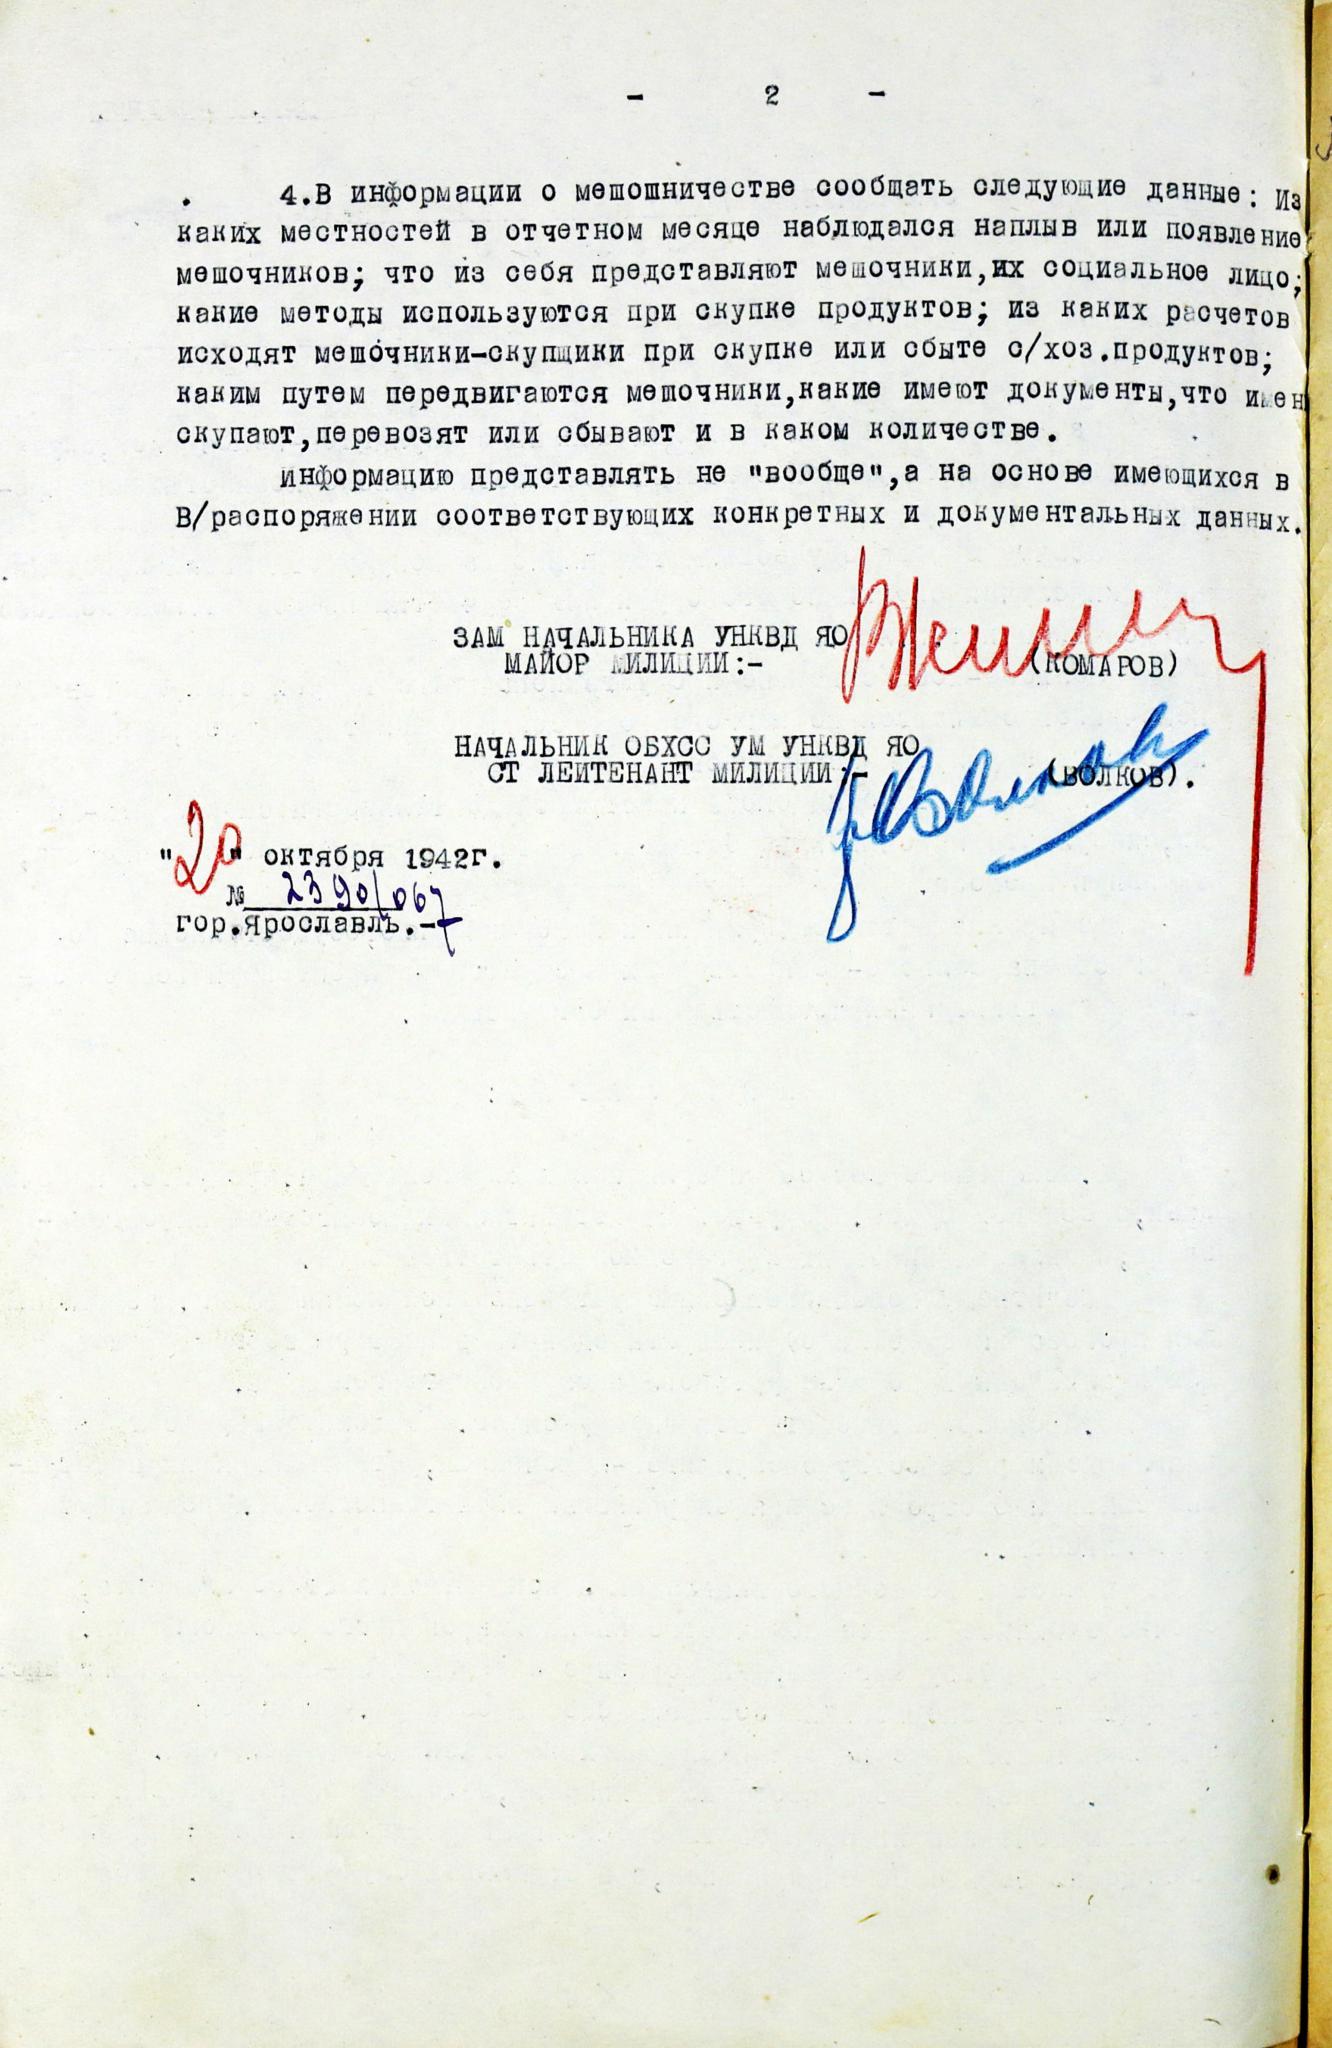 - 2 -
4.В информации о мешошничестве сообщать следующие данные: Из
каких местностей в отчетном месяце наблюдался наплыв или появление
мешочников; что из себя представляют мешочники,их социальное лицо;
какие методы используются при скупке продуктов; из каких расчетов
исходят мешочники-скупщики при скупке или сбыте с/хоз.продуктов;
каким путем передвигаются мешочники,какие имеют документы,что имен
скупают,перевозят или сбывают и в каком количестве.
информацию представлять не "вообще",а на основе имеющихся в
В/распоряжении соответствующих конкретных и документальных данных.
ЗАМ НАЧАЛЬНИКА УНКВД ЯО
МАЙОР МИЛИЦИИ:- (КОМАРОВ)
НАЧАЛЬНИК ОБХСС УМ УНКВД ЯО
СТ ЛЕИТЕНАНТ МИЛИЦИИ:- Волков (ВОЛКОВ).
"20" октября 1942г.
№ 2390/067
гор.Ярославль.-